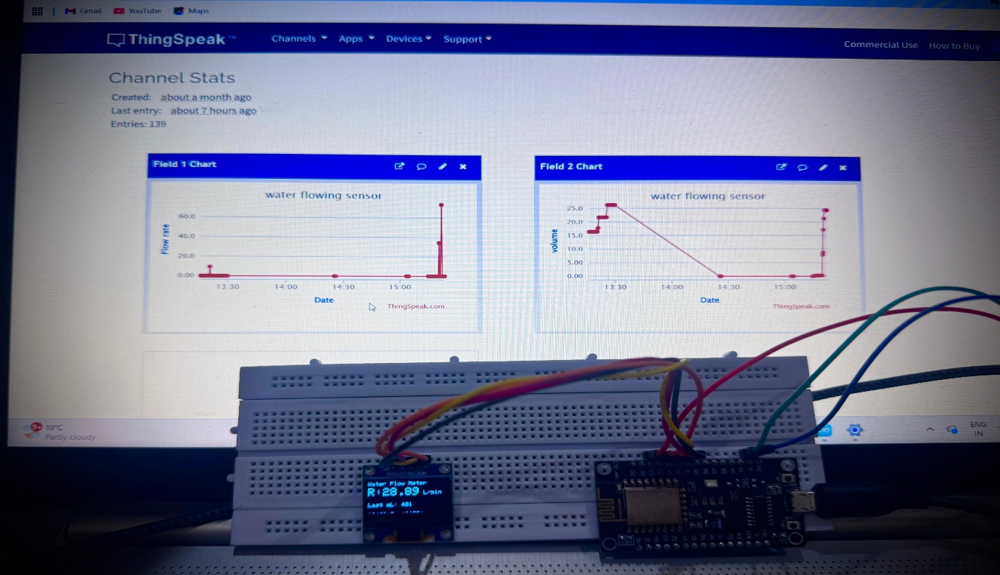 Gmail YouTube Maps
ThingSpeak™ Channels Apps Devices Support Commercial Use How to Buy
Channel Stats
Created: about a month ago
Last entry: about 7 hours ago
Entries: 139
Field 1 Chart
water flowing sensor
Flow rate
60.0
40.0
20.0
0.00
13:30 14:00 14:30 15:00
Date
ThingSpeak.com
Field 2 Chart
water flowing sensor
volume
25.0
20.0
15.0
10.0
5.00
0.00
13:30 14:00 14:30 15:00
Date
ThingSpeak.com
9+
19°C
Partly cloudy
ENG
IN
Water Flow Meter
R:28.89 L/min
Last mL: 481